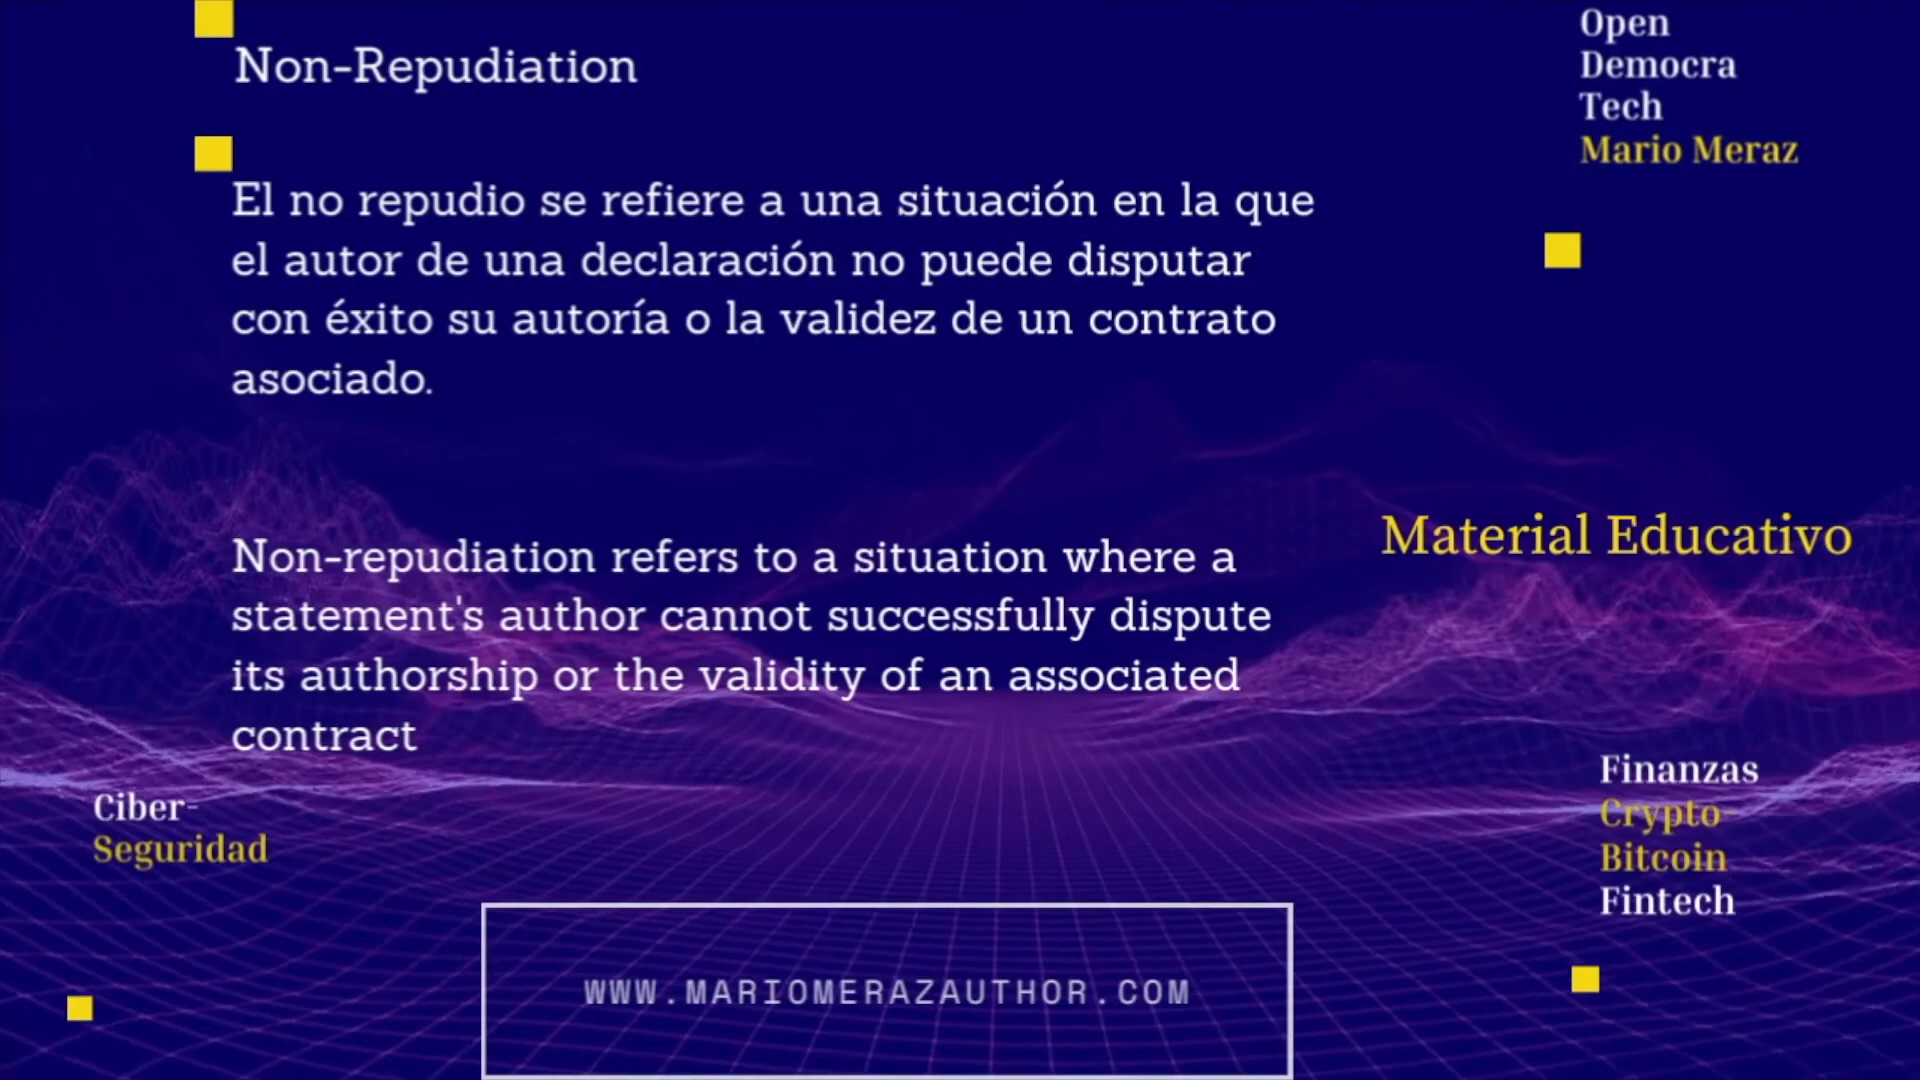 Non-Repudiation
El no repudio se refiere a una situación en la que
el autor de una declaración no puede disputar
con éxito su autoría o la validez de un contrato
asociado.
Non-repudiation refers to a situation where a
statement's author cannot successfully dispute
its authorship or the validity of an associated
contract
Open
Democra
Tech
Mario Meraz
Material Educativo
Ciber-
Seguridad
Finanzas
Crypto-
Bitcoin
Fintech
WWW.MARIOMERAZAUTHOR.COM